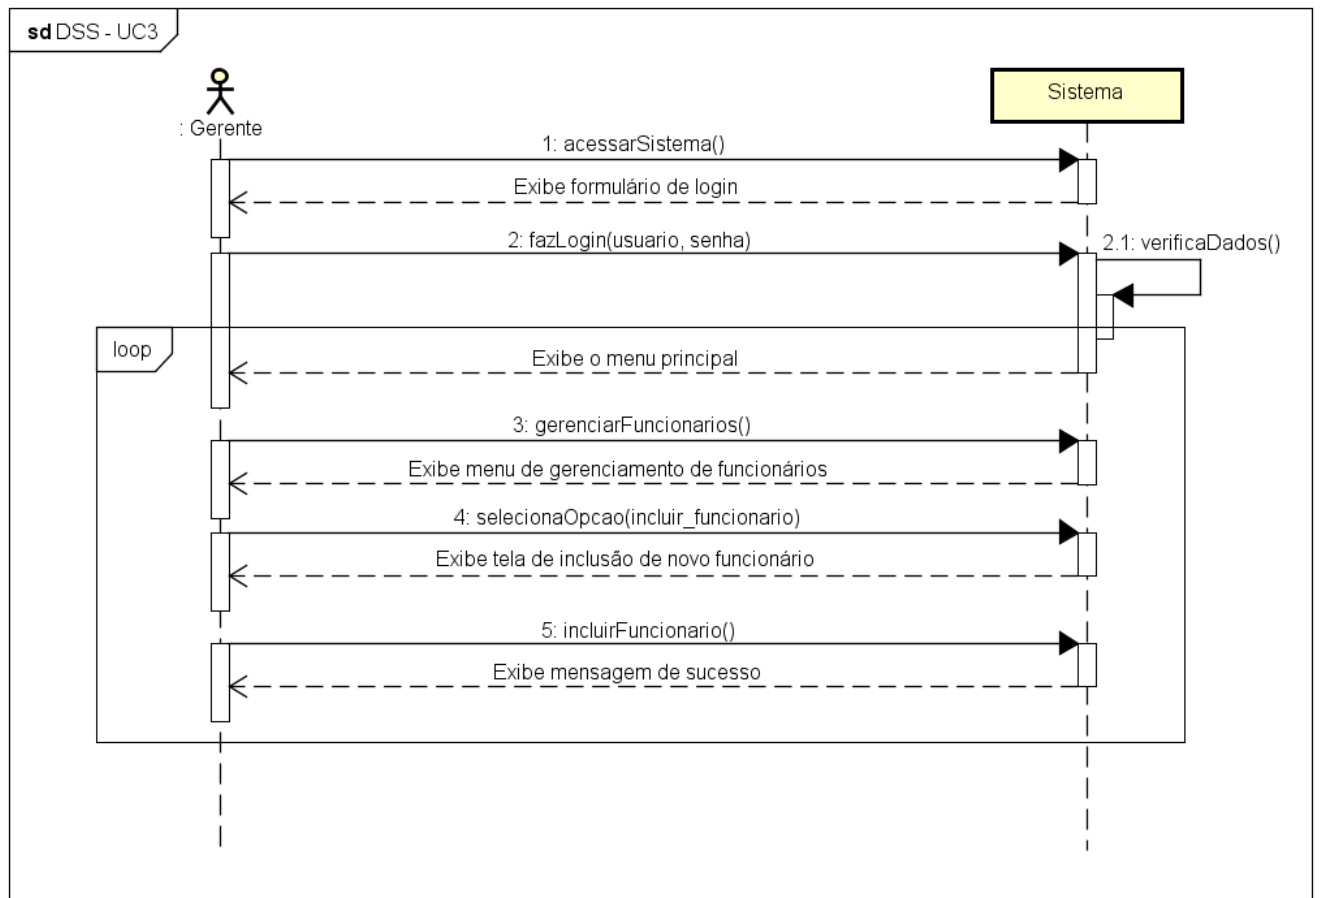 sd DSS - UC3
: Gerente
Sistema
1: acessarSistema()
Exibe formulário de login
2: fazLogin(usuario, senha)
2.1: verificaDados()
loop
Exibe o menu principal
3: gerenciarFuncionarios()
Exibe menu de gerenciamento de funcionários
4: selecionaOpcao(incluir_funcionario)
Exibe tela de inclusão de novo funcionário
5: incluirFuncionario()
Exibe mensagem de sucesso